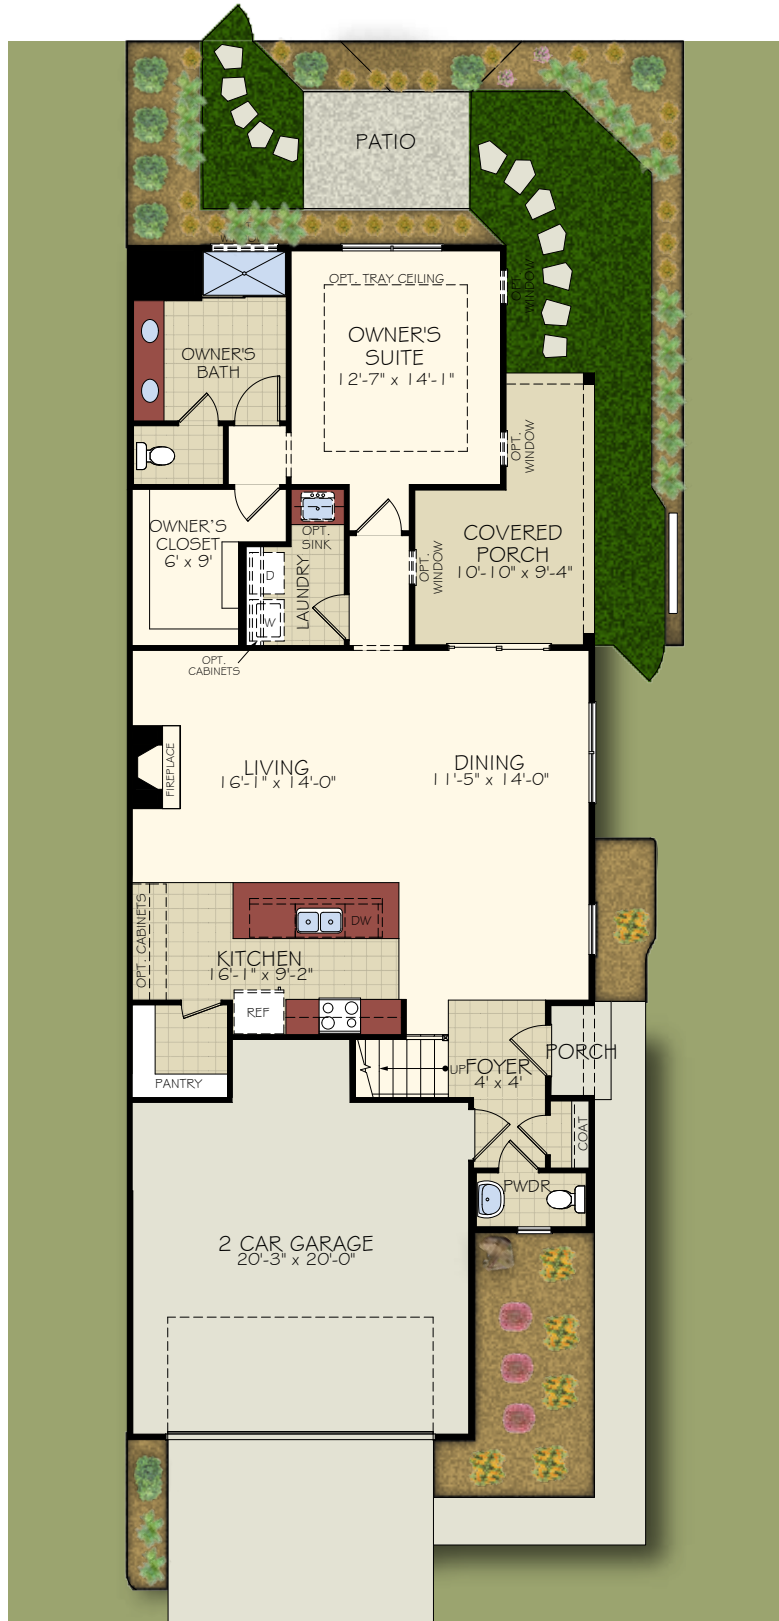 PATIO
OPT. TRAY CEILING
OWNER'S
SUITE
12'-7" x 14'-1"
OPT.
WINDOW
OWNER'S
BATH
OPT.
WINDOW
OWNER'S
CLOSET
6' x 9'
OPT.
SINK
LAUNDRY
D
W
OPT.
WINDOW
COVERED
PORCH
10'-10" x 9'-4"
OPT.
CABINETS
FIREPLACE
LIVING
16'-1" x 14'-0"
DINING
11'-5" x 14'-0"
OPT. CABINETS
DW
KITCHEN
16'-1" x 9'-2"
REF
PANTRY
UP
FOYER
4' x 4'
PORCH
COAT
PWDR
2 CAR GARAGE
20'-3" x 20'-0"